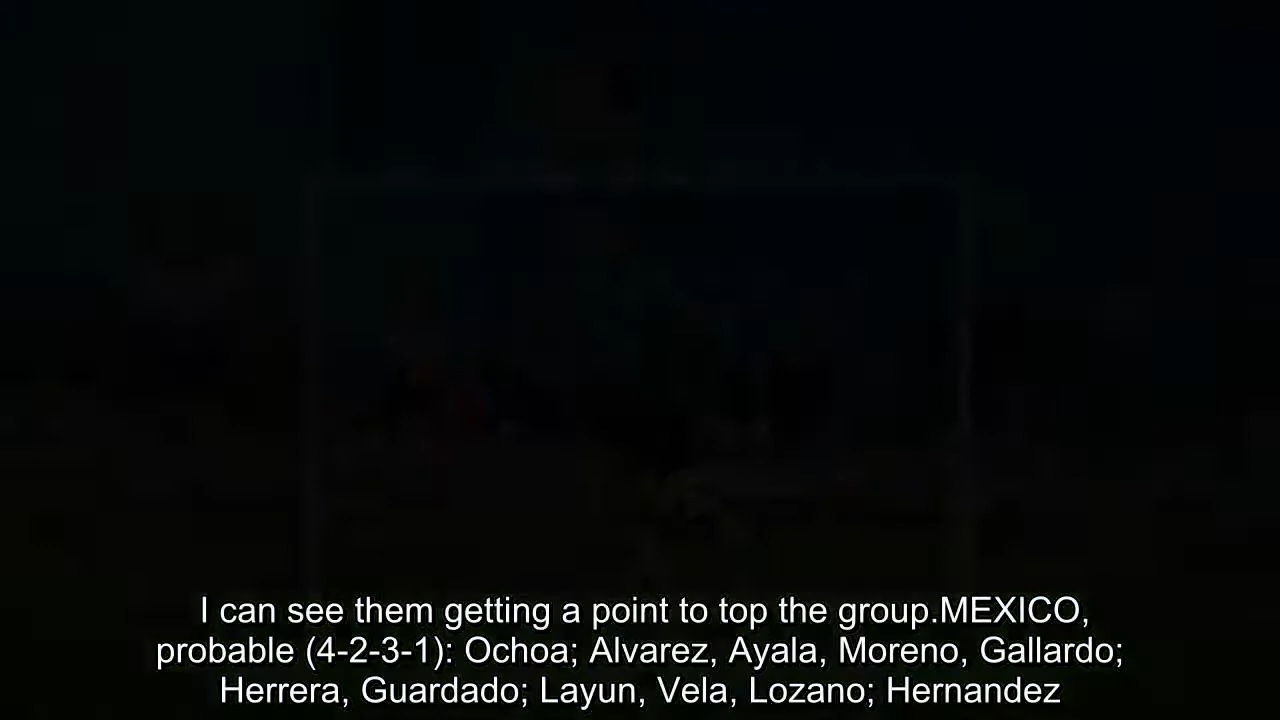 I can see them getting a point to top the group.MEXICO,
probable (4-2-3-1): Ochoa; Alvarez, Ayala, Moreno, Gallardo;
Herrera, Guardado; Layun, Vela, Lozano; Hernandez